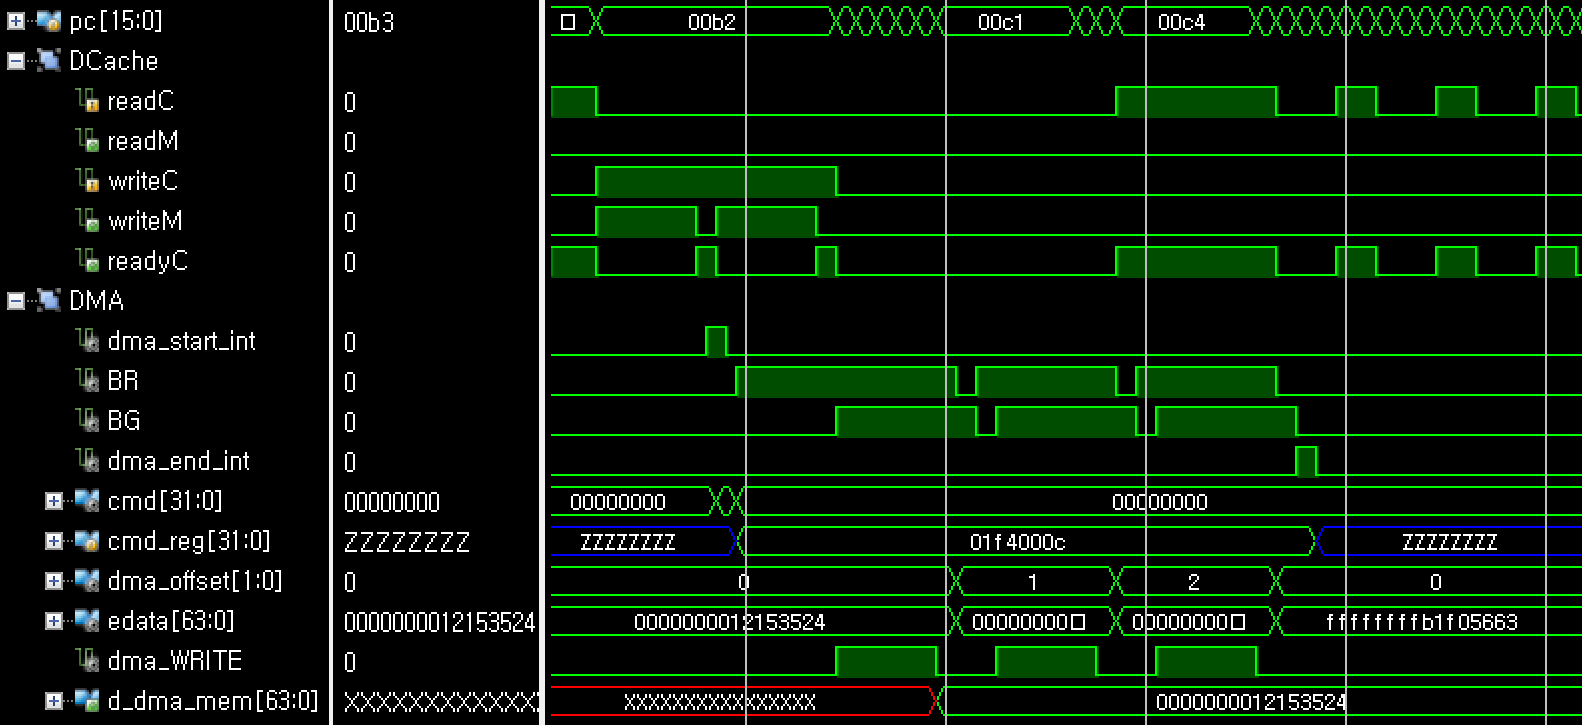 pc[15:0] 00b3 00b2 00c1 00c4
DCache
readC 0
readM 0
writeC 0
writeM 0
readyC 0
DMA
dma_start_int 0
BR 0
BG 0
dma_end_int 0
cmd[31:0] 00000000 00000000 00000000
cmd_reg[31:0] ZZZZZZZZ ZZZZZZZZ 01f4000c ZZZZZZZZ
dma_offset[1:0] 0 0 1 2 0
edata[63:0] 0000000012153524 0000000012153524 00000000 00000000 ffffffffb1f05663
dma_WRITE 0
d_dma_mem[63:0] XXXXXXXXXXXXX XXXXXXXXXXXXXXXX 0000000012153524